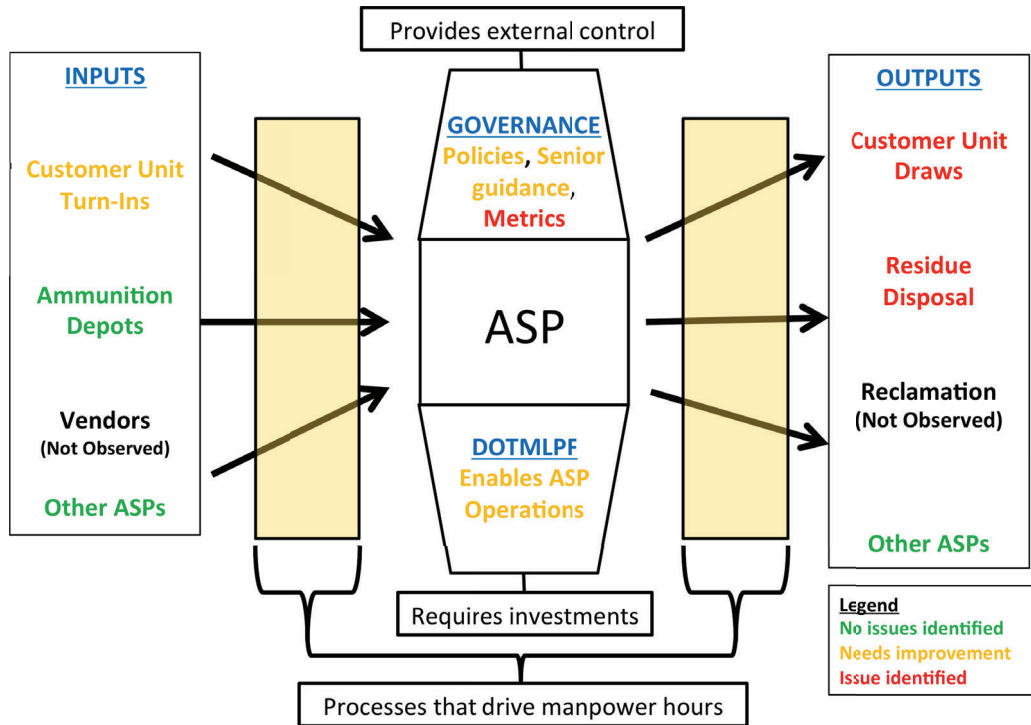 Provides external control
INPUTS
Customer Unit
Turn-Ins
Ammunition
Depots
Vendors
(Not Observed)
Other ASPs
GOVERNANCE
Policies, Senior
guidance,
Metrics
ASP
DOTMLPF
Enables ASP
Operations
Requires investments
Processes that drive manpower hours
OUTPUTS
Customer Unit
Draws
Residue
Disposal
Reclamation
(Not Observed)
Other ASPs
Legend
No issues identified
Needs improvement
Issue identified